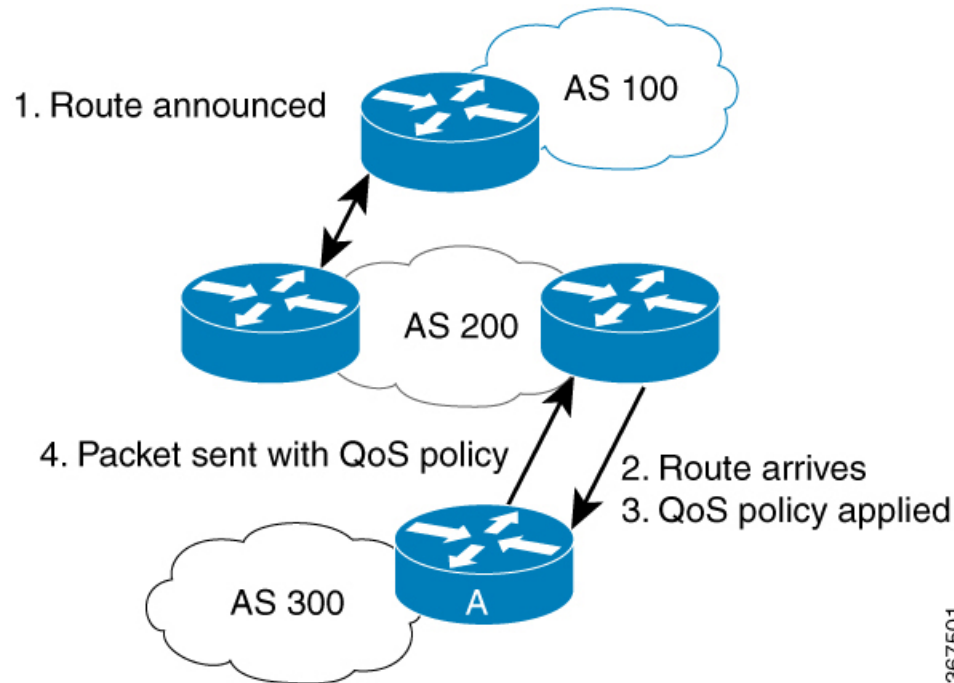 AS 100
1. Route announced
AS 200
4. Packet sent with QoS policy
2. Route arrives
3. QoS policy applied
AS 300
A
367501